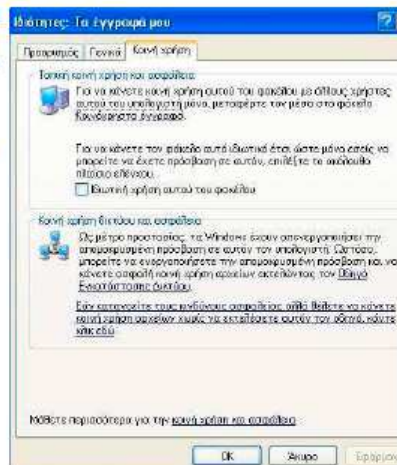 Ιδιότητες: Τα έγγραφά μου
Προορισμός Γενικά Κοινή χρήση
Τοπική κοινή χρήση και ασφάλεια
Για να κάνετε κοινή χρήση αυτού του φακέλου με άλλους χρήστες
αυτού του υπολογιστή μόνο, μεταφέρτε τον μέσα στο φάκελο
Κοινόχρηστα έγγραφα.
Για να κάνετε τον φάκελο αυτό ιδιωτικό έτσι ώστε μόνο εσείς να
μπορείτε να έχετε πρόσβαση σε αυτόν, επιλέξτε το ακόλουθο
πλαίσιο ελέγχου.
Ιδιωτική χρήση αυτού του φακέλου
Κοινή χρήση δικτύου και ασφάλεια
Ως μέτρο προστασίας, τα Windows έχουν απενεργοποιήσει την
απομακρυσμένη πρόσβαση σε αυτόν τον υπολογιστή. Ωστόσο,
μπορείτε να ενεργοποιήσετε την απομακρυσμένη πρόσβαση και να
κάνετε ασφαλή κοινή χρήση αρχείων εκτελώντας τον Οδηγό
Εγκατάστασης Δικτύου.
Εάν κατανοείτε τους κινδύνους ασφαλείας αλλά θέλετε να κάνετε
κοινή χρήση αρχείων χωρίς να εκτελέσετε αυτόν τον οδηγό, κάντε
κλικ εδώ.
Μάθετε περισσότερα για την κοινή χρήση και ασφάλεια
OK Άκυρο Εφαρμογ